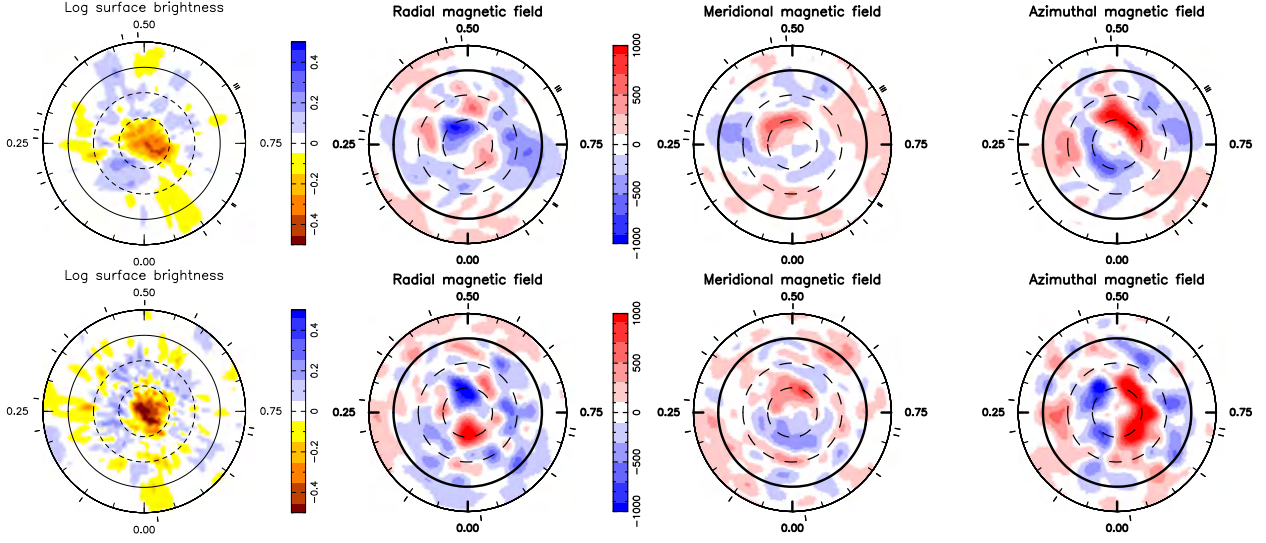 Log surface brightness Radial magnetic field Meridional magnetic field Azimuthal magnetic field
0.50 0.50 0.50 0.50
0.25 0.75 0.25 0.75 0.25 0.75 0.25 0.75
0.4 0.2 0 −0.2 −0.4
1000 500 0 −500 −1000
0.00 0.00 0.00 0.00
Log surface brightness Radial magnetic field Meridional magnetic field Azimuthal magnetic field
0.50 0.50 0.50 0.50
0.25 0.75 0.25 0.75 0.25 0.75 0.25 0.75
0.4 0.2 0 −0.2 −0.4
1000 500 0 −500 −1000
0.00 0.00 0.00 0.00